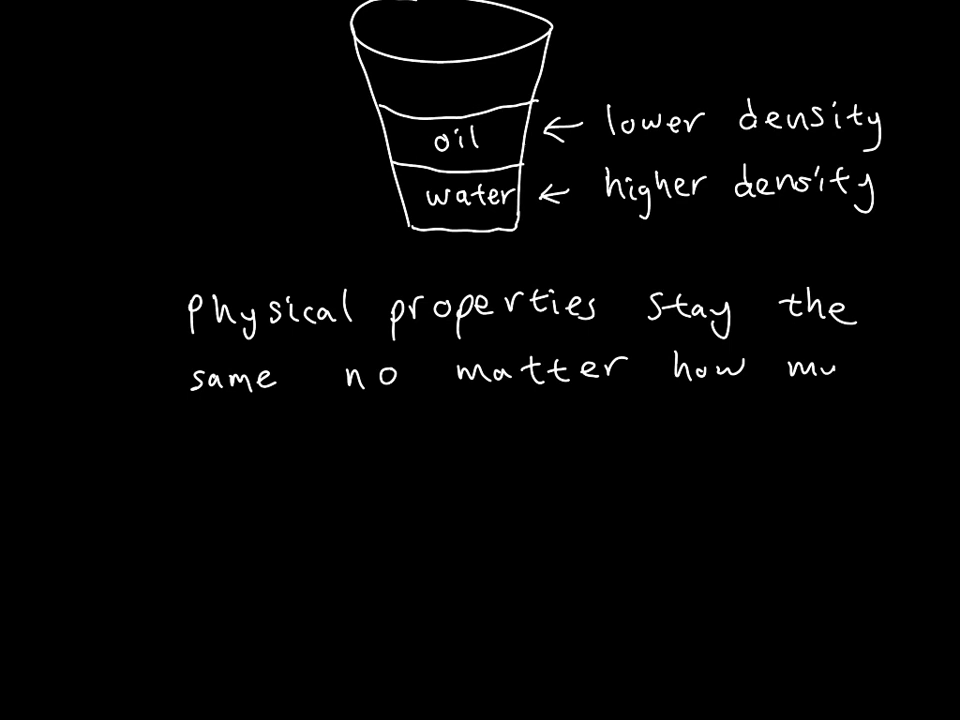 oil ← lower density
water ← higher density
physical properties stay the
same no matter how mu